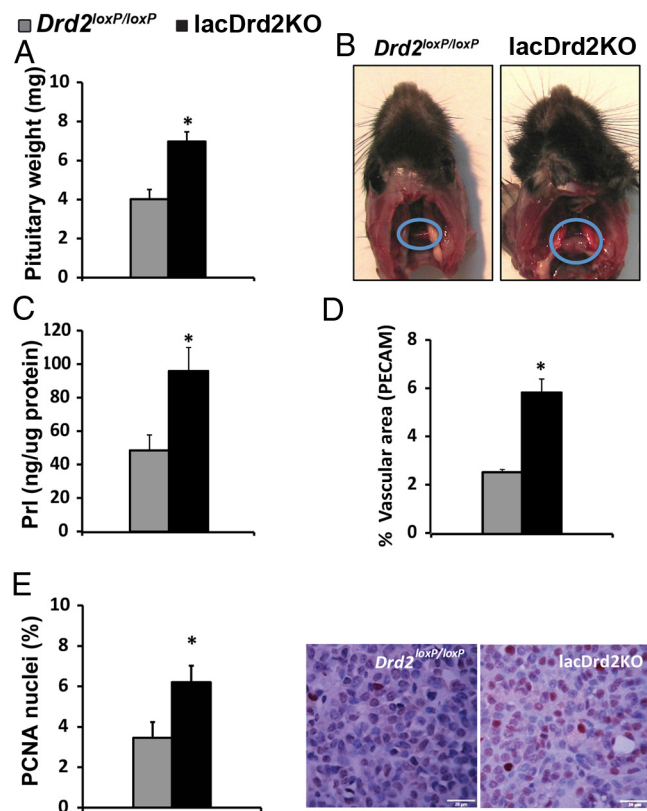 Drd2loxP/loxP lacDrd2KO
A
Pituitary weight (mg)
10
8
6
4
2
0
*
B
Drd2loxP/loxP lacDrd2KO
C
Prl (ng/ug protein)
120
100
80
60
40
20
0
*
D
% Vascular area (PECAM)
8
6
4
2
0
*
E
PCNA nuclei (%)
10
8
6
4
2
0
*
Drd2loxP/loxP
lacDrd2KO